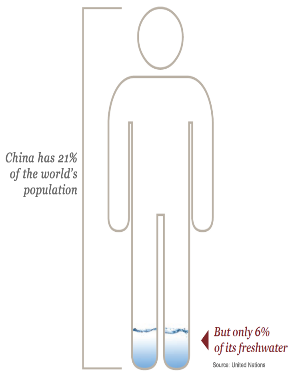 China has 21%
of the world's
population
But only 6%
of its freshwater
Source: United Nations